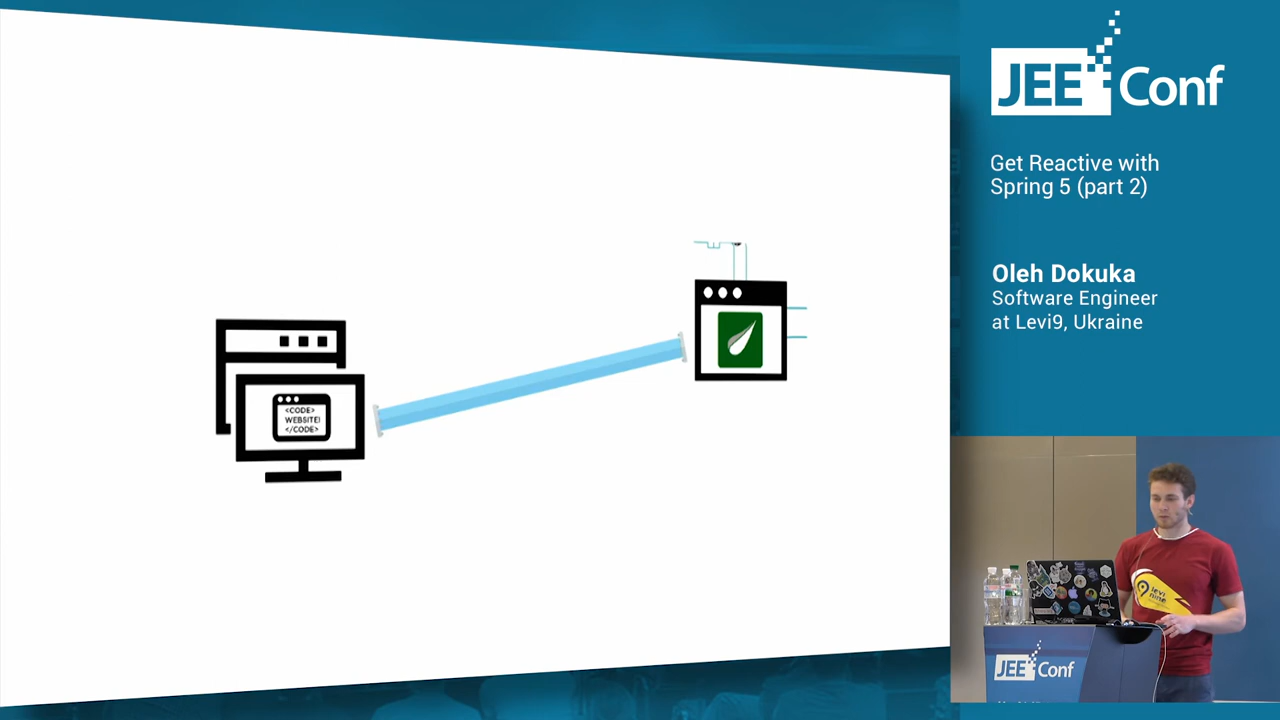 JEE Conf
Get Reactive with
Spring 5 (part 2)
Oleh Dokuka
Software Engineer
at Levi9, Ukraine
<CODE>
WEBSITE!
</CODE>
levi
nine
JEE Conf